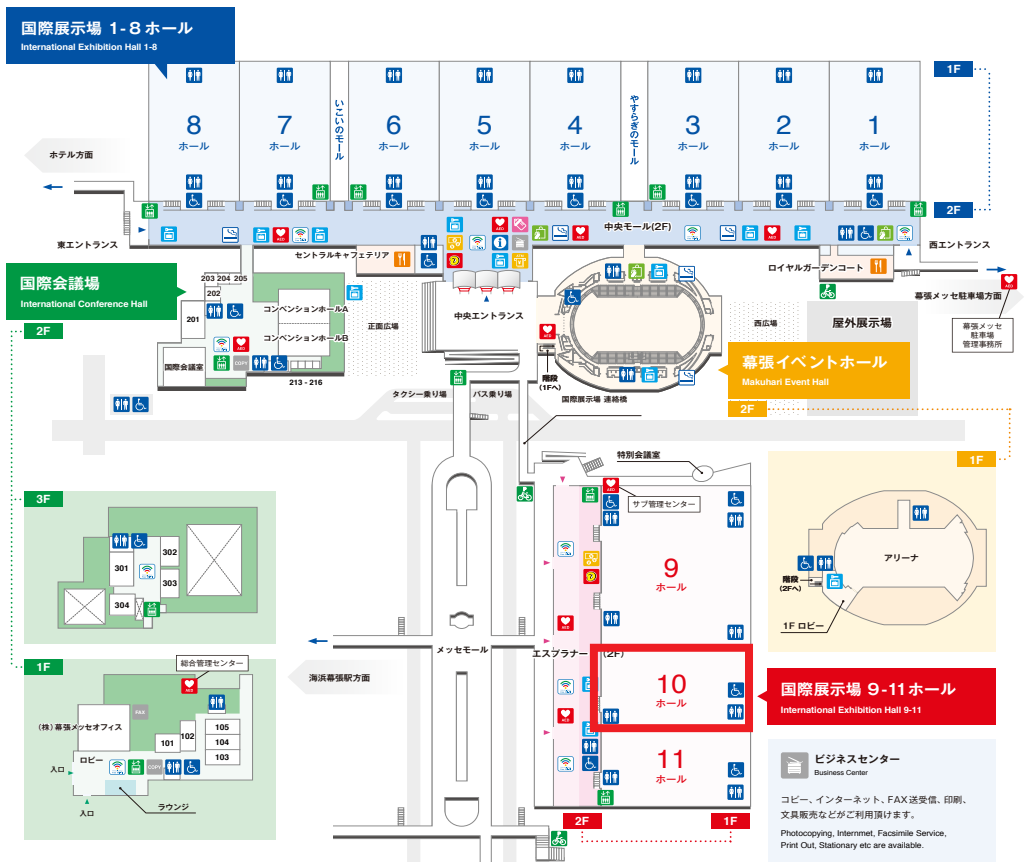 国際展示場 1-8 ホール
International Exhibition Hall 1-8
1F
8
ホール
7
ホール
いこいのモール
6
ホール
5
ホール
4
ホール
やすらぎのモール
3
ホール
2
ホール
1
ホール
ホテル方面
2F
中央モール(2F)
東エントランス
西エントランス
セントラルキャフェテリア
ロイヤルガーデンコート
幕張メッセ駐車場方面
幕張メッセ
駐車場
管理事務所
国際会議場
International Conference Hall
2F
203
204
205
202
201
コンベンションホールA
コンベンションホールB
国際会議室
COPY
213 - 216
正面広場
中央エントランス
西広場
屋外展示場
階段
(1Fへ)
幕張イベントホール
Makuhari Event Hall
2F
タクシー乗り場
バス乗り場
国際展示場 連絡橋
特別会議室
サブ管理センター
1F
アリーナ
階段
(2Fへ)
1F ロビー
3F
301
302
303
304
9
ホール
メッセモール
エスプラナード(2F)
海浜幕張駅方面
10
ホール
国際展示場 9-11ホール
International Exhibition Hall 9-11
11
ホール
2F
1F
1F
総合管理センター
FAX
(株)幕張メッセオフィス
101
102
105
104
103
ロビー
COPY
入口
入口
ラウンジ
ビジネスセンター
Business Center
コピー、インターネット、FAX送受信、印刷、
文具販売などがご利用頂けます。
Photocopying, Internmet, Facsimile Service,
Print Out, Stationary etc are available.